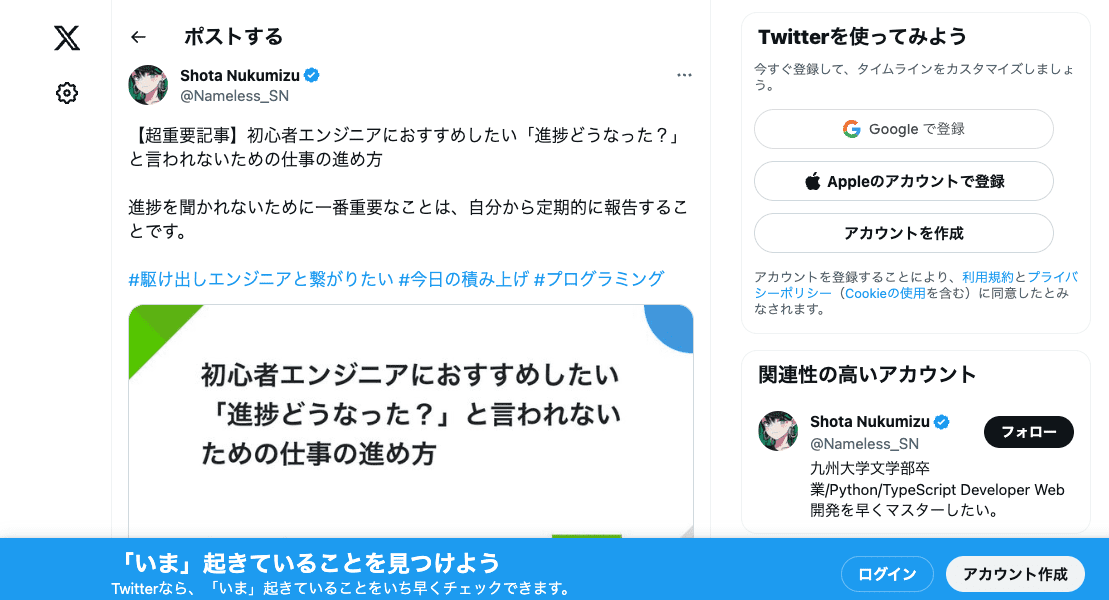 ポストする
Shota Nukumizu
@Nameless_SN
【超重要記事】初心者エンジニアにおすすめしたい「進捗どうなった？」
と言われないための仕事の進め方
進捗を聞かれないために一番重要なことは、自分から定期的に報告するこ
とです。
#駆け出しエンジニアと繋がりたい #今日の積み上げ #プログラミング
初心者エンジニアにおすすめしたい
「進捗どうなった？」と言われない
ための仕事の進め方
Twitterを使ってみよう
今すぐ登録して、タイムラインをカスタマイズしましょ
う。
Google で登録
Appleのアカウントで登録
アカウントを作成
アカウントを登録することにより、利用規約とプライバ
シーポリシー（Cookieの使用を含む）に同意したとみ
なされます。
関連性の高いアカウント
Shota Nukumizu
@Nameless_SN
フォロー
九州大学文学部卒
業/Python/TypeScript Developer Web
開発を早くマスターしたい。
「いま」起きていることを見つけよう
Twitterなら、「いま」起きていることをいち早くチェックできます。
ログイン
アカウント作成